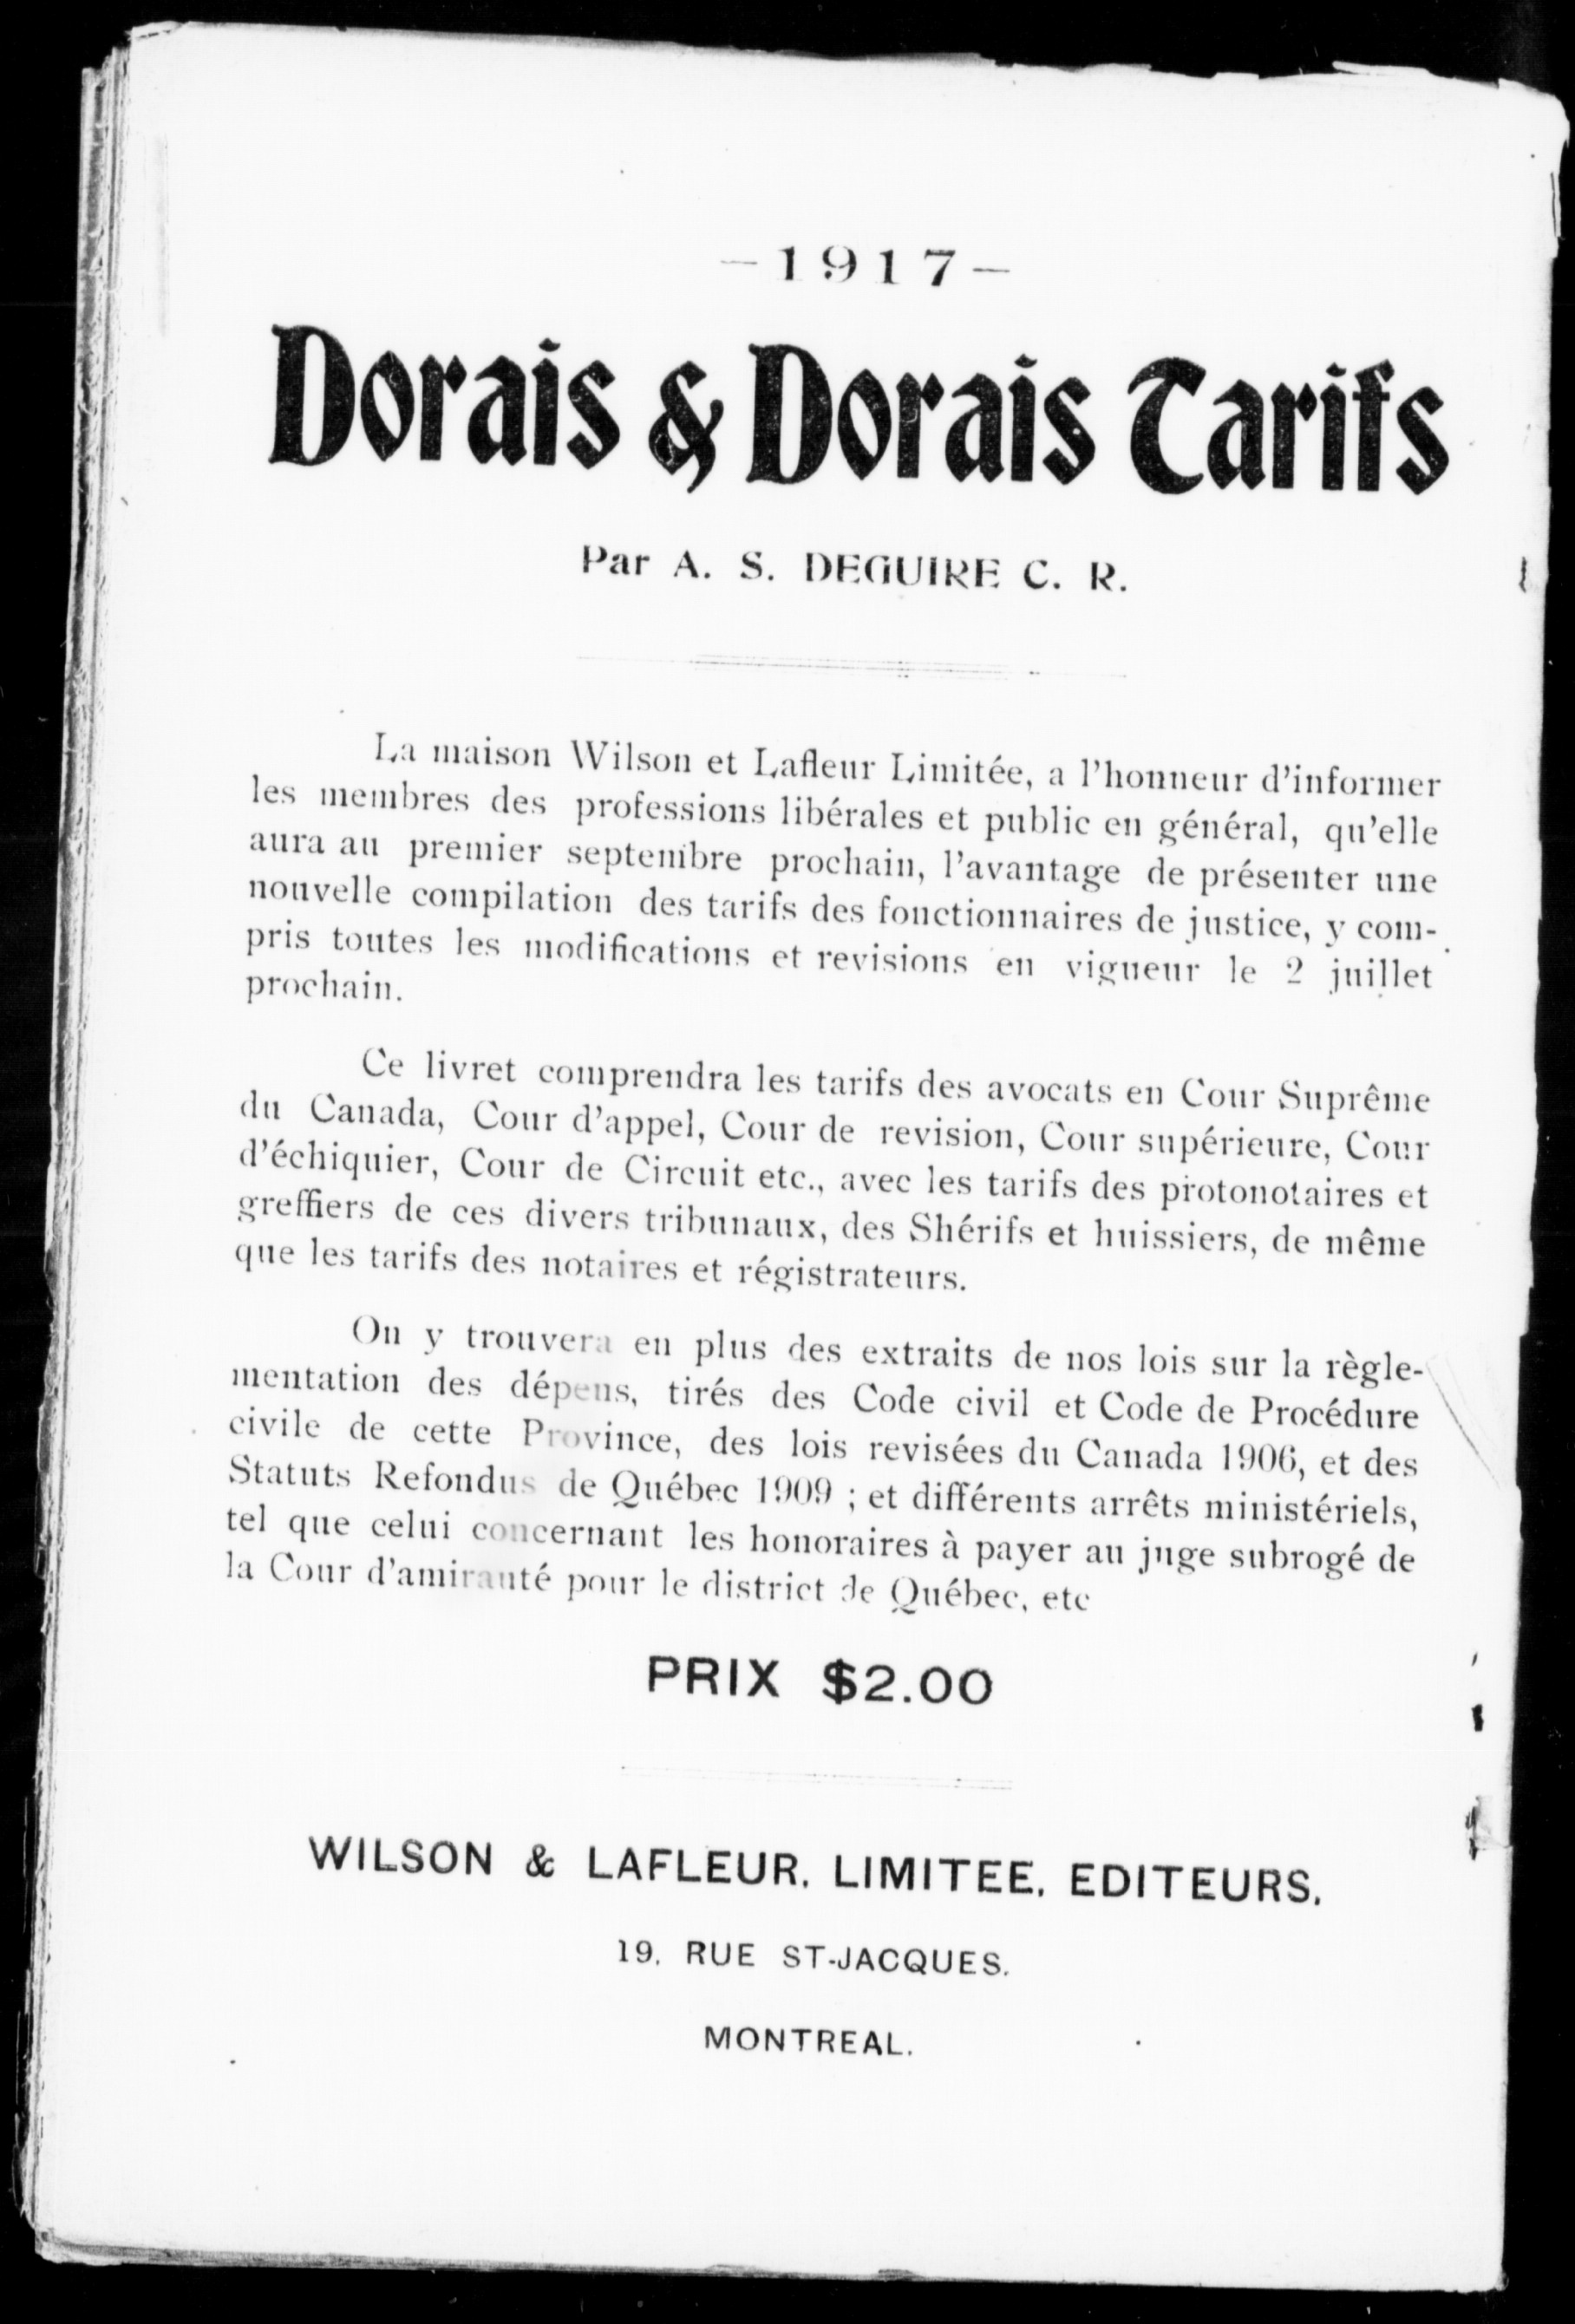 —1917—
Dorais & Dorais Tarifs
Par A. S. DEGUIRE C. R.
La maison Wilson et Lafleur Limitée, a l'honneur d'informer
les membres des professions libérales et public en général, qu'elle
aura au premier septembre prochain, l'avantage de présenter une
nouvelle compilation des tarifs des fonctionnaires de justice, y com-
pris toutes les modifications et revisions en vigueur le 2 juillet
prochain.
Ce livret comprendra les tarifs des avocats en Cour Suprême
du Canada, Cour d'appel, Cour de revision, Cour supérieure, Cour
d'échiquier, Cour de Circuit etc., avec les tarifs des protonotaires et
greffiers de ces divers tribunaux, des Shérifs et huissiers, de même
que les tarifs des notaires et régistrateurs.
On y trouvera en plus des extraits de nos lois sur la règle-
mentation des dépens, tirés des Code civil et Code de Procédure
civile de cette Province, des lois revisées du Canada 1906, et des
Statuts Refondus de Québec 1909 ; et différents arrêts ministériels,
tel que celui concernant les honoraires à payer au juge subrogé de
la Cour d'amirauté pour le district de Québec, etc
PRIX $2.00
WILSON & LAFLEUR, LIMITEE, EDITEURS.
19, RUE ST-JACQUES.
MONTREAL.